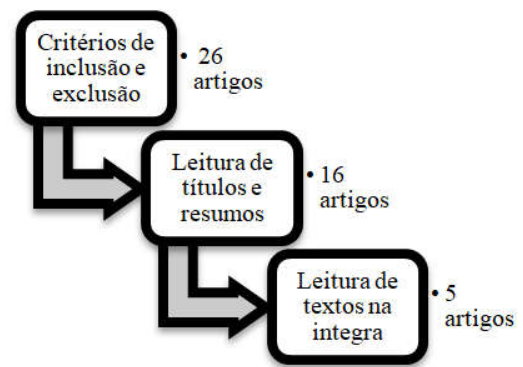 Critérios de
inclusão e
exclusão
• 26
artigos
Leitura de
títulos e
resumos
• 16
artigos
Leitura de
textos na
integra
• 5
artigos